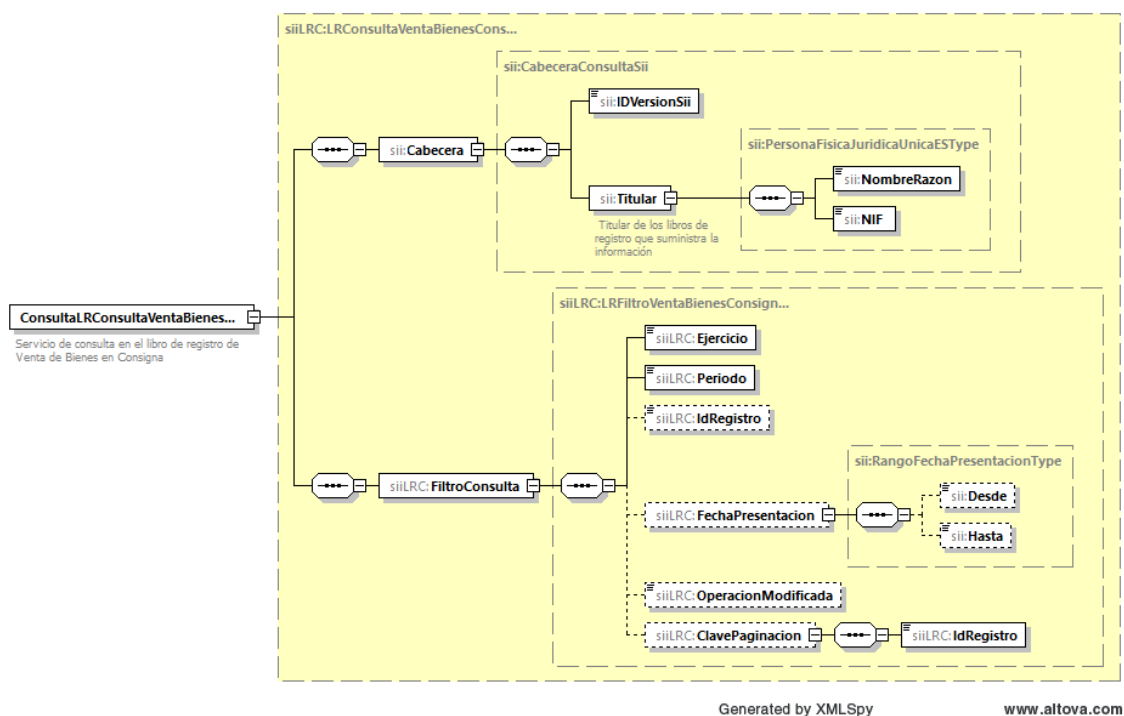 siiLRC:LRConsultaVentaBienesCons...
sii:CabeceraConsultaSii
sii:IDVersionSii
sii:PersonaFisicaJuridicaUnicaESType
sii:Cabecera
sii:NombreRazon
sii:Titular
sii:NIF
Titular de los libros de
registro que suministra la
información
siiLRC:LRFiltroVentaBienesConsign...
ConsultaLRConsultaVentaBienes...
Servicio de consulta en el libro de registro de
Venta de Bienes en Consigna
siiLRC:Ejercicio
siiLRC:Periodo
siiLRC:IdRegistro
sii:RangoFechaPresentacionType
siiLRC:FiltroConsulta
sii:Desde
siiLRC:FechaPresentacion
sii:Hasta
siiLRC:OperacionModificada
siiLRC:ClavePaginacion
siiLRC:IdRegistro
Generated by XMLSpy
www.altova.com